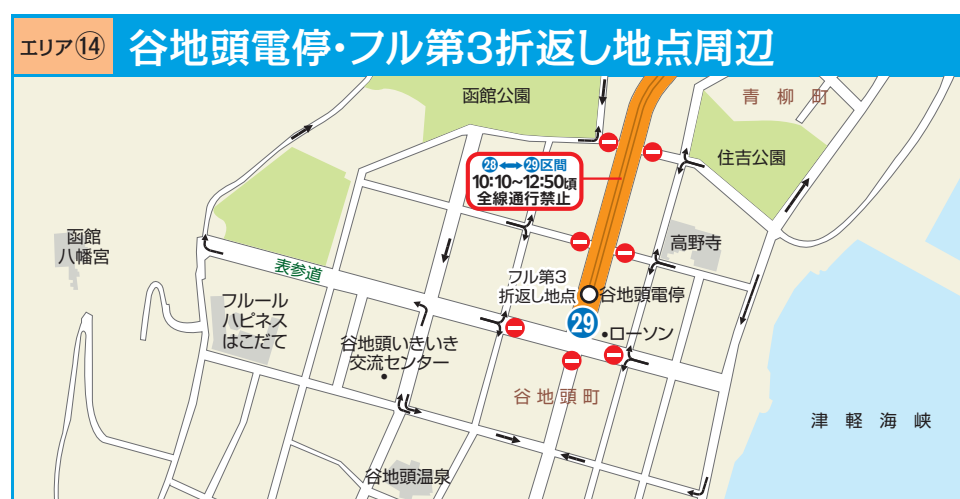 エリア⑭
谷地頭電停・フル第3折返し地点周辺
函館公園
青柳町
住吉公園
28⟷29区間
10:10~12:50頃
全線通行禁止
函館
八幡宮
高野寺
表参道
フル第3
折返し地点
谷地頭電停
29
フルール
ハピネス
はこだて
・ローソン
谷地頭いきいき
交流センター
谷地頭町
津軽海峡
谷地頭温泉